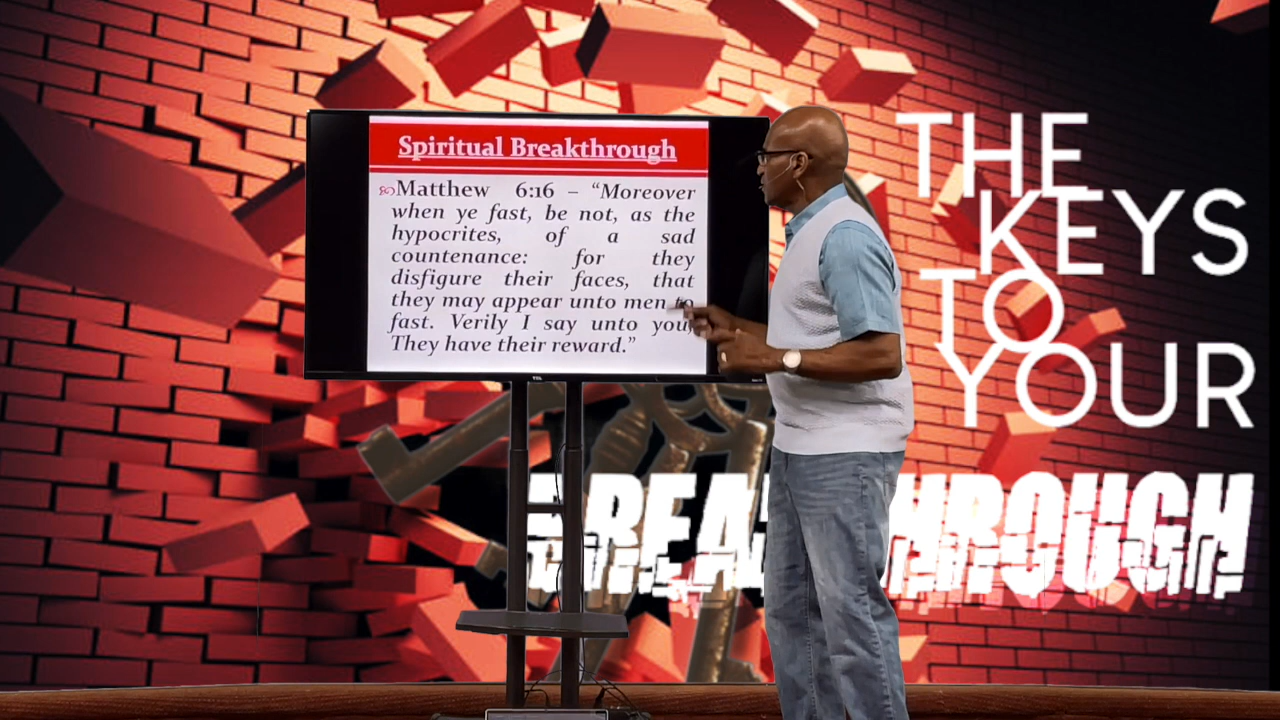 Spiritual Breakthrough
Matthew 6:16 – “Moreover
when ye fast, be not, as the
hypocrites, of a sad
countenance: for they
disfigure their faces, that
they may appear unto men to
fast. Verily I say unto you,
They have their reward.”
TCL
THE
KEYS
TO
YOUR
BREAKTHROUGH